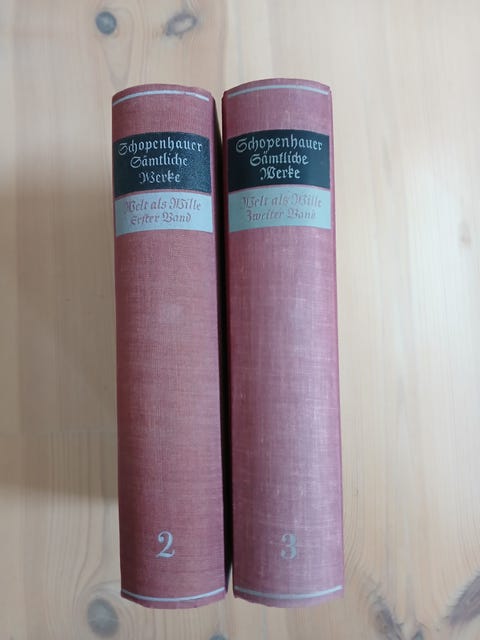 Schopenhauer
Sämtliche
Werke
Welt als Wille
Erster Band
2
Schopenhauer
Sämtliche
Werke
Welt als Wille
Zweiter Band
3